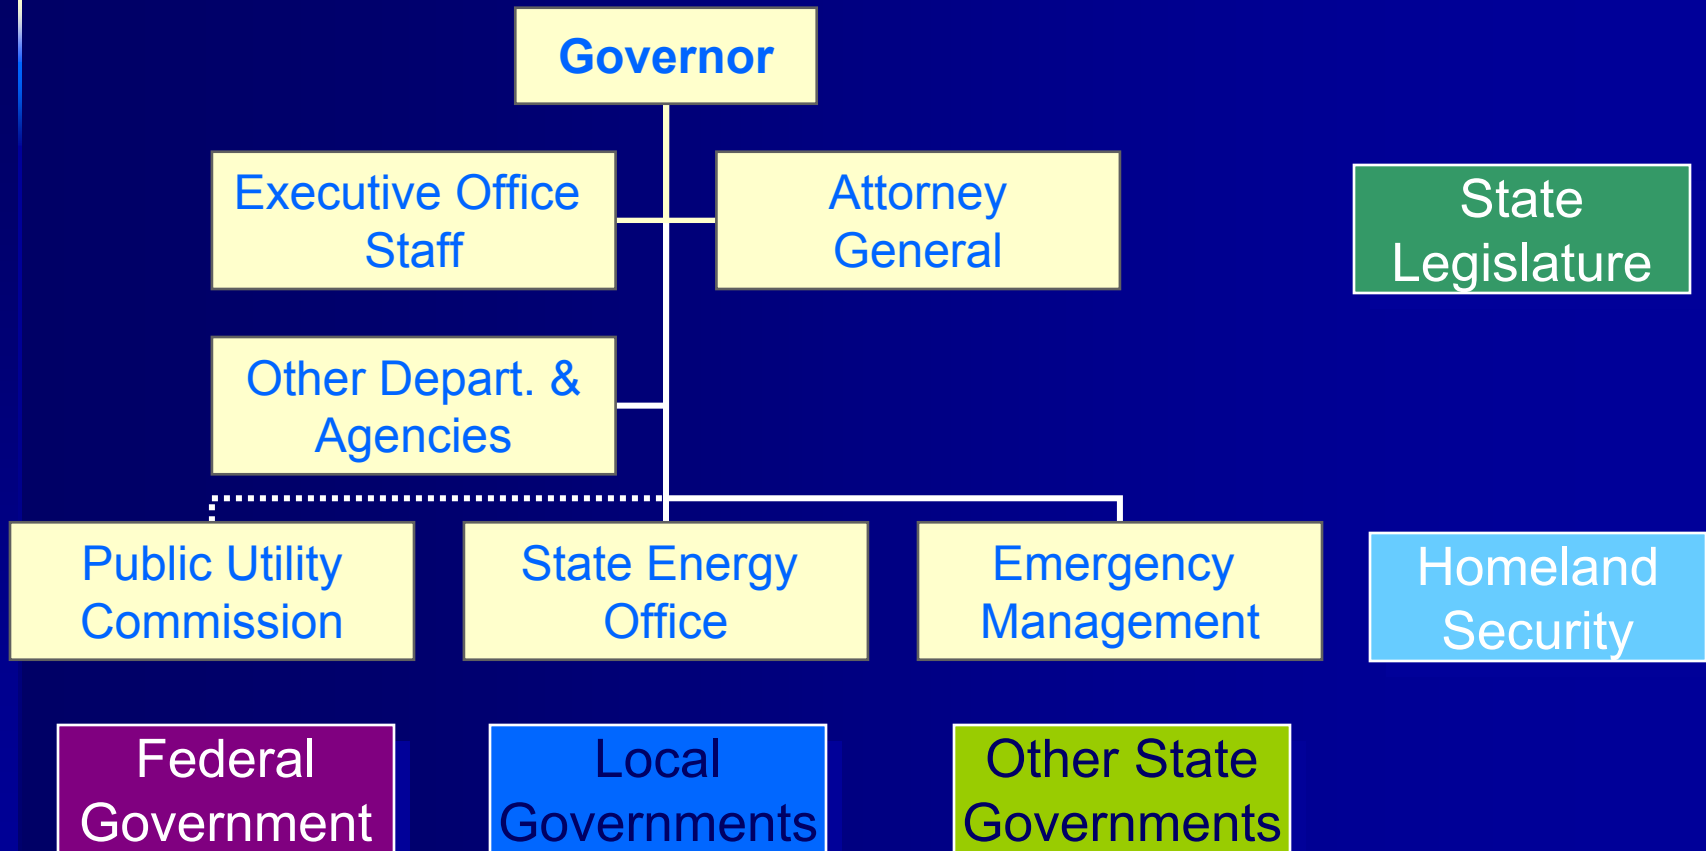 Governor
Executive Office
Staff
Attorney
General
State
Legislature
Other Depart. &
Agencies
Public Utility
Commission
State Energy
Office
Emergency
Management
Homeland
Security
Federal
Government
Local
Governments
Other State
Governments